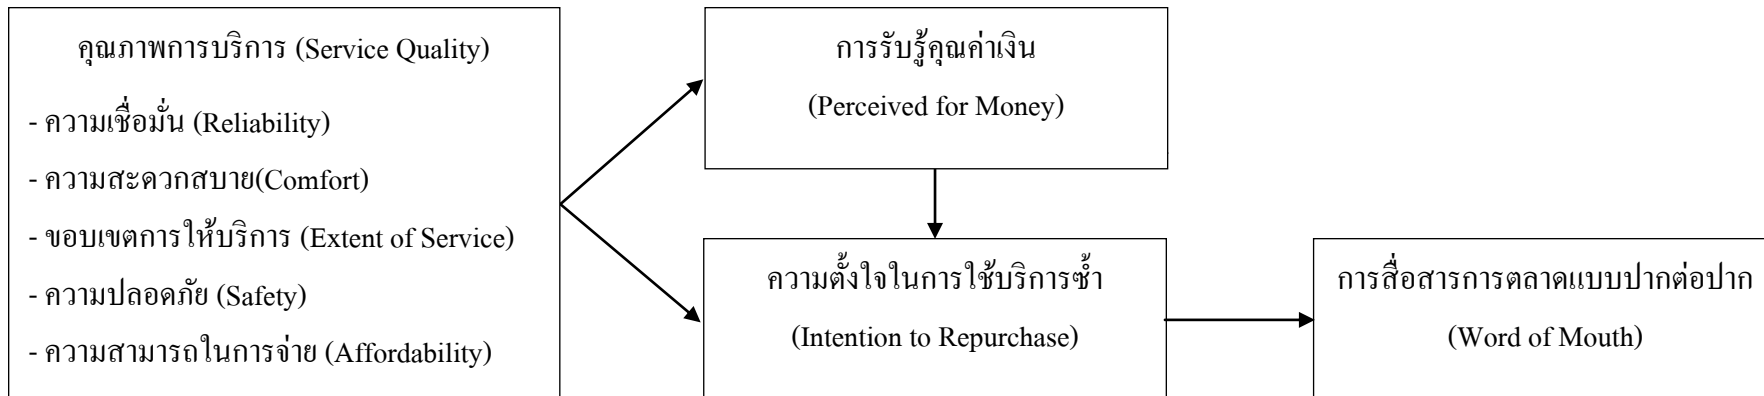 คุณภาพการบริการ (Service Quality)
- ความเชื่อมั่น (Reliability)
- ความสะดวกสบาย(Comfort)
- ขอบเขตการให้บริการ (Extent of Service)
- ความปลอดภัย (Safety)
- ความสามารถในการจ่าย (Affordability)
การรับรู้คุณค่าเงิน
(Perceived for Money)
ความตั้งใจในการใช้บริการซ้ำ
(Intention to Repurchase)
การสื่อสารการตลาดแบบปากต่อปาก
(Word of Mouth)